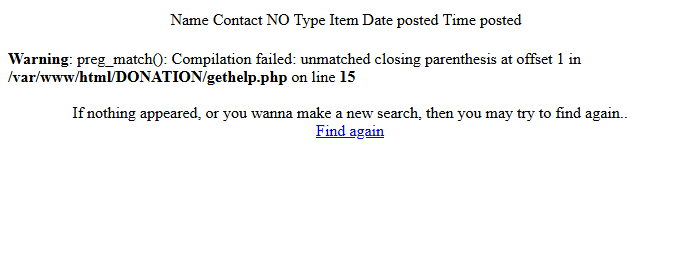 Name Contact NO Type Item Date posted Time posted
Warning: preg_match(): Compilation failed: unmatched closing parenthesis at offset 1 in
/var/www/html/DONATION/gethelp.php on line 15
If nothing appeared, or you wanna make a new search, then you may try to find again..
Find again